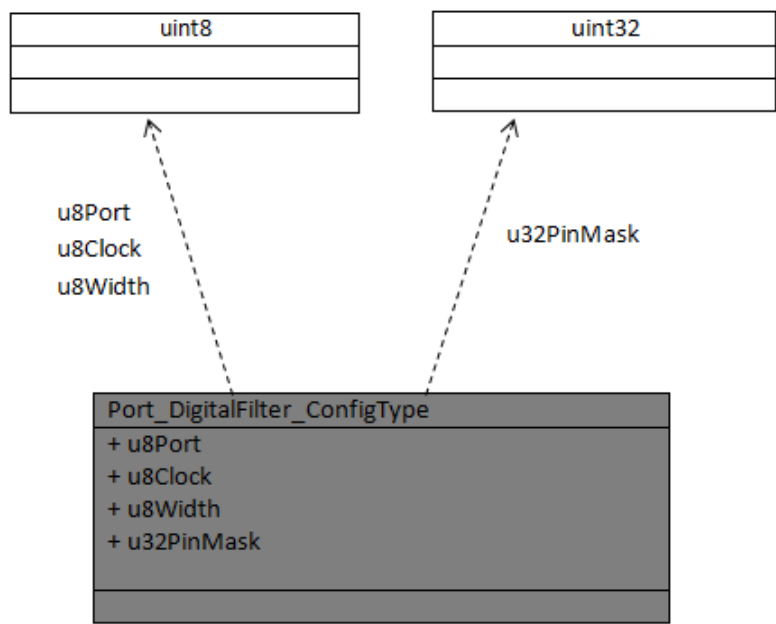 uint8
uint32
u8Port
u8Clock
u8Width
u32PinMask
Port_DigitalFilter_ConfigType
+ u8Port
+ u8Clock
+ u8Width
+ u32PinMask